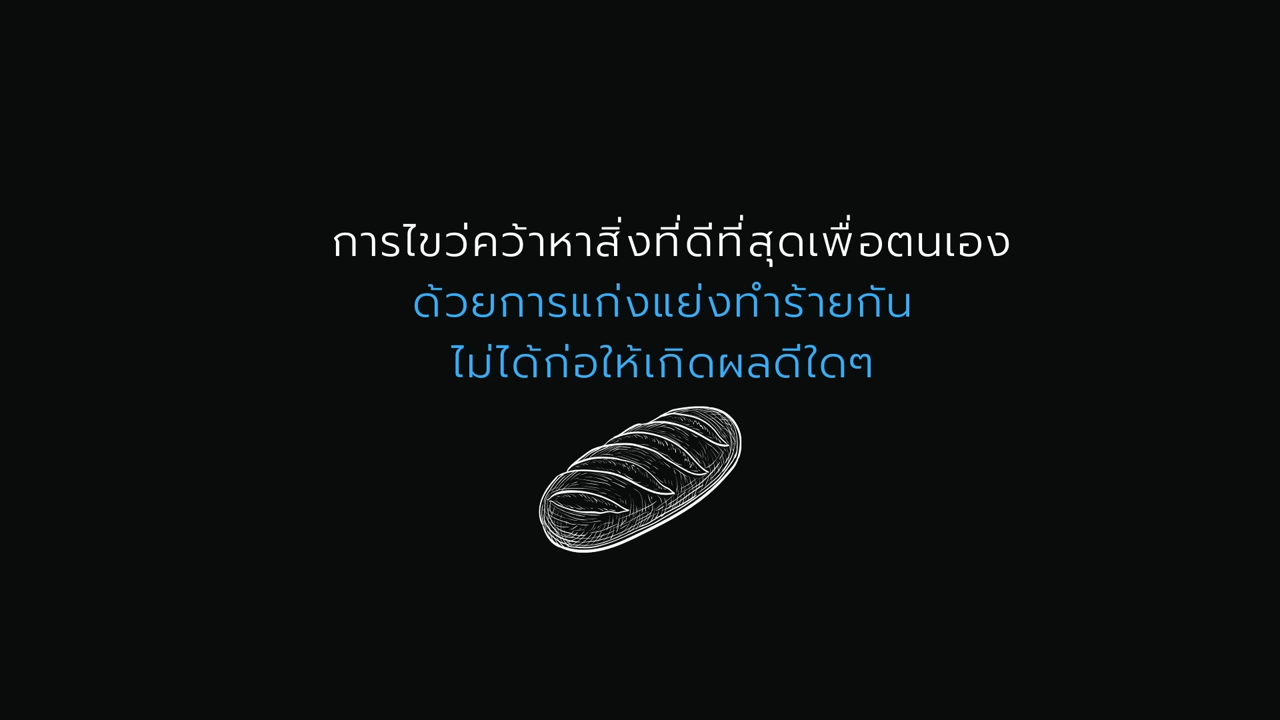 การไขว่คว้าหาสิ่งที่ดีที่สุดเพื่อตนเอง
ด้วยการแก่งแย่งทำร้ายกัน
ไม่ได้ก่อให้เกิดผลดีใดๆ